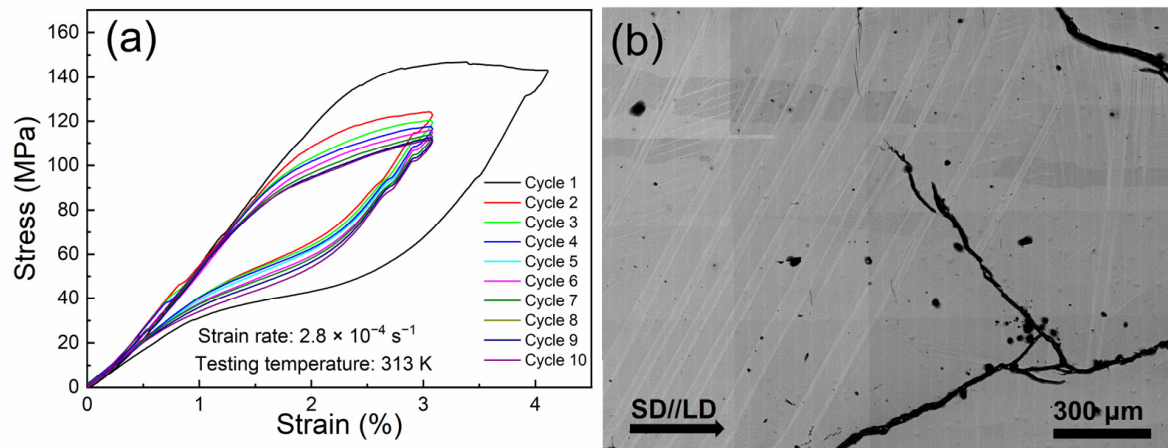 (a)
Stress (MPa)
160
140
120
100
80
60
40
20
0
Cycle 1
Cycle 2
Cycle 3
Cycle 4
Cycle 5
Cycle 6
Cycle 7
Cycle 8
Cycle 9
Cycle 10
Strain rate: 2.8 × 10⁻⁴ s⁻¹
Testing temperature: 313 K
0 1 2 3 4
Strain (%)
(b)
SD//LD
300 μm